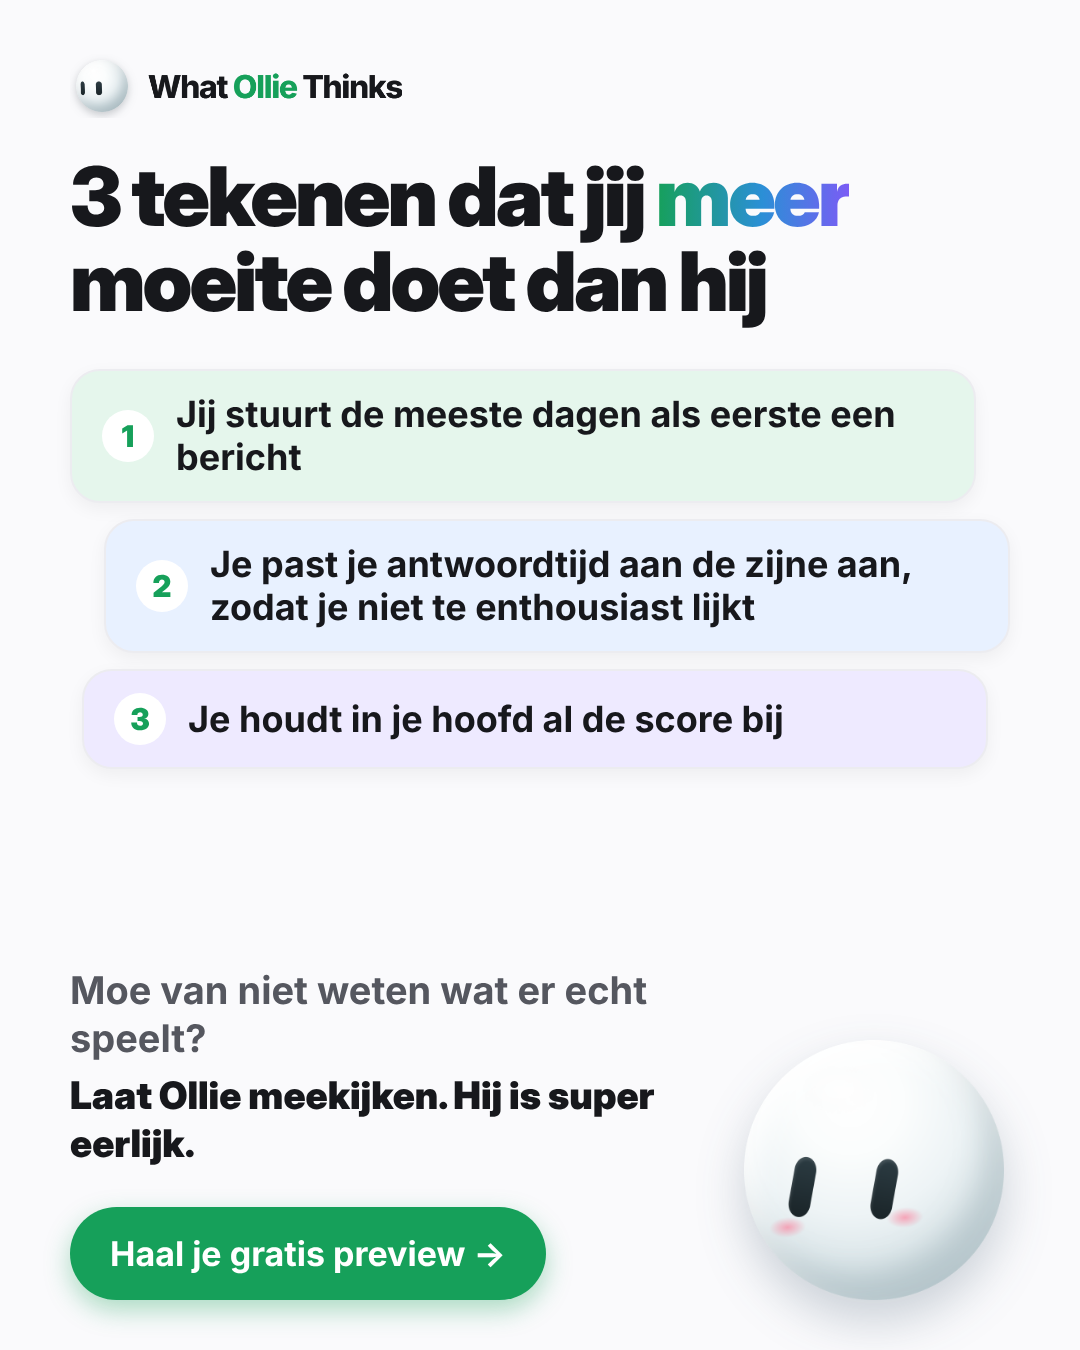 What Ollie Thinks
3 tekenen dat jij meer
moeite doet dan hij
1 Jij stuurt de meeste dagen als eerste een
bericht
2 Je past je antwoordtijd aan de zijne aan,
zodat je niet te enthousiast lijkt
3 Je houdt in je hoofd al de score bij
Moe van niet weten wat er echt
speelt?
Laat Ollie meekijken. Hij is super
eerlijk.
Haal je gratis preview →